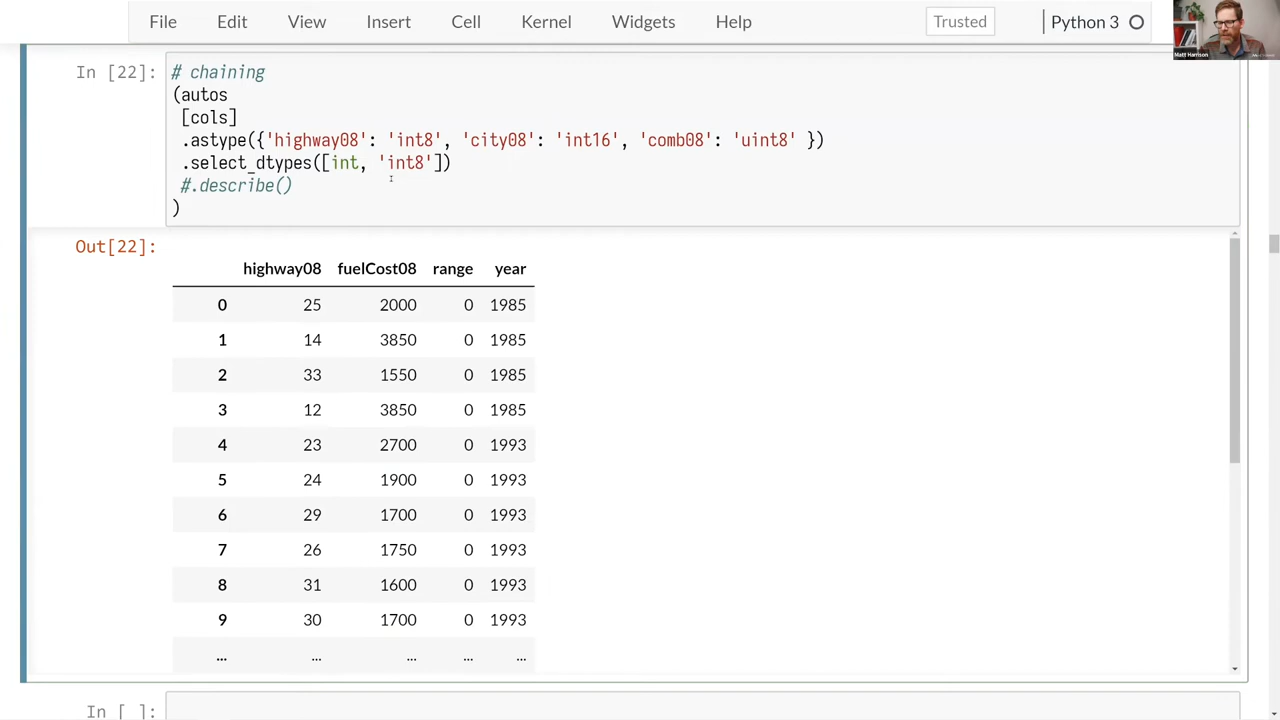 File Edit View Insert Cell Kernel Widgets Help Trusted Python 3
Matt Harrison
In [22]:
# chaining
(autos
[cols]
.astype({'highway08': 'int8', 'city08': 'int16', 'comb08': 'uint8' })
.select_dtypes([int, 'int8'])
#.describe()
)
Out[22]:
highway08 fuelCost08 range year
0 25 2000 0 1985
1 14 3850 0 1985
2 33 1550 0 1985
3 12 3850 0 1985
4 23 2700 0 1993
5 24 1900 0 1993
6 29 1700 0 1993
7 26 1750 0 1993
8 31 1600 0 1993
9 30 1700 0 1993
... ... ... ... ...
In [ ]: